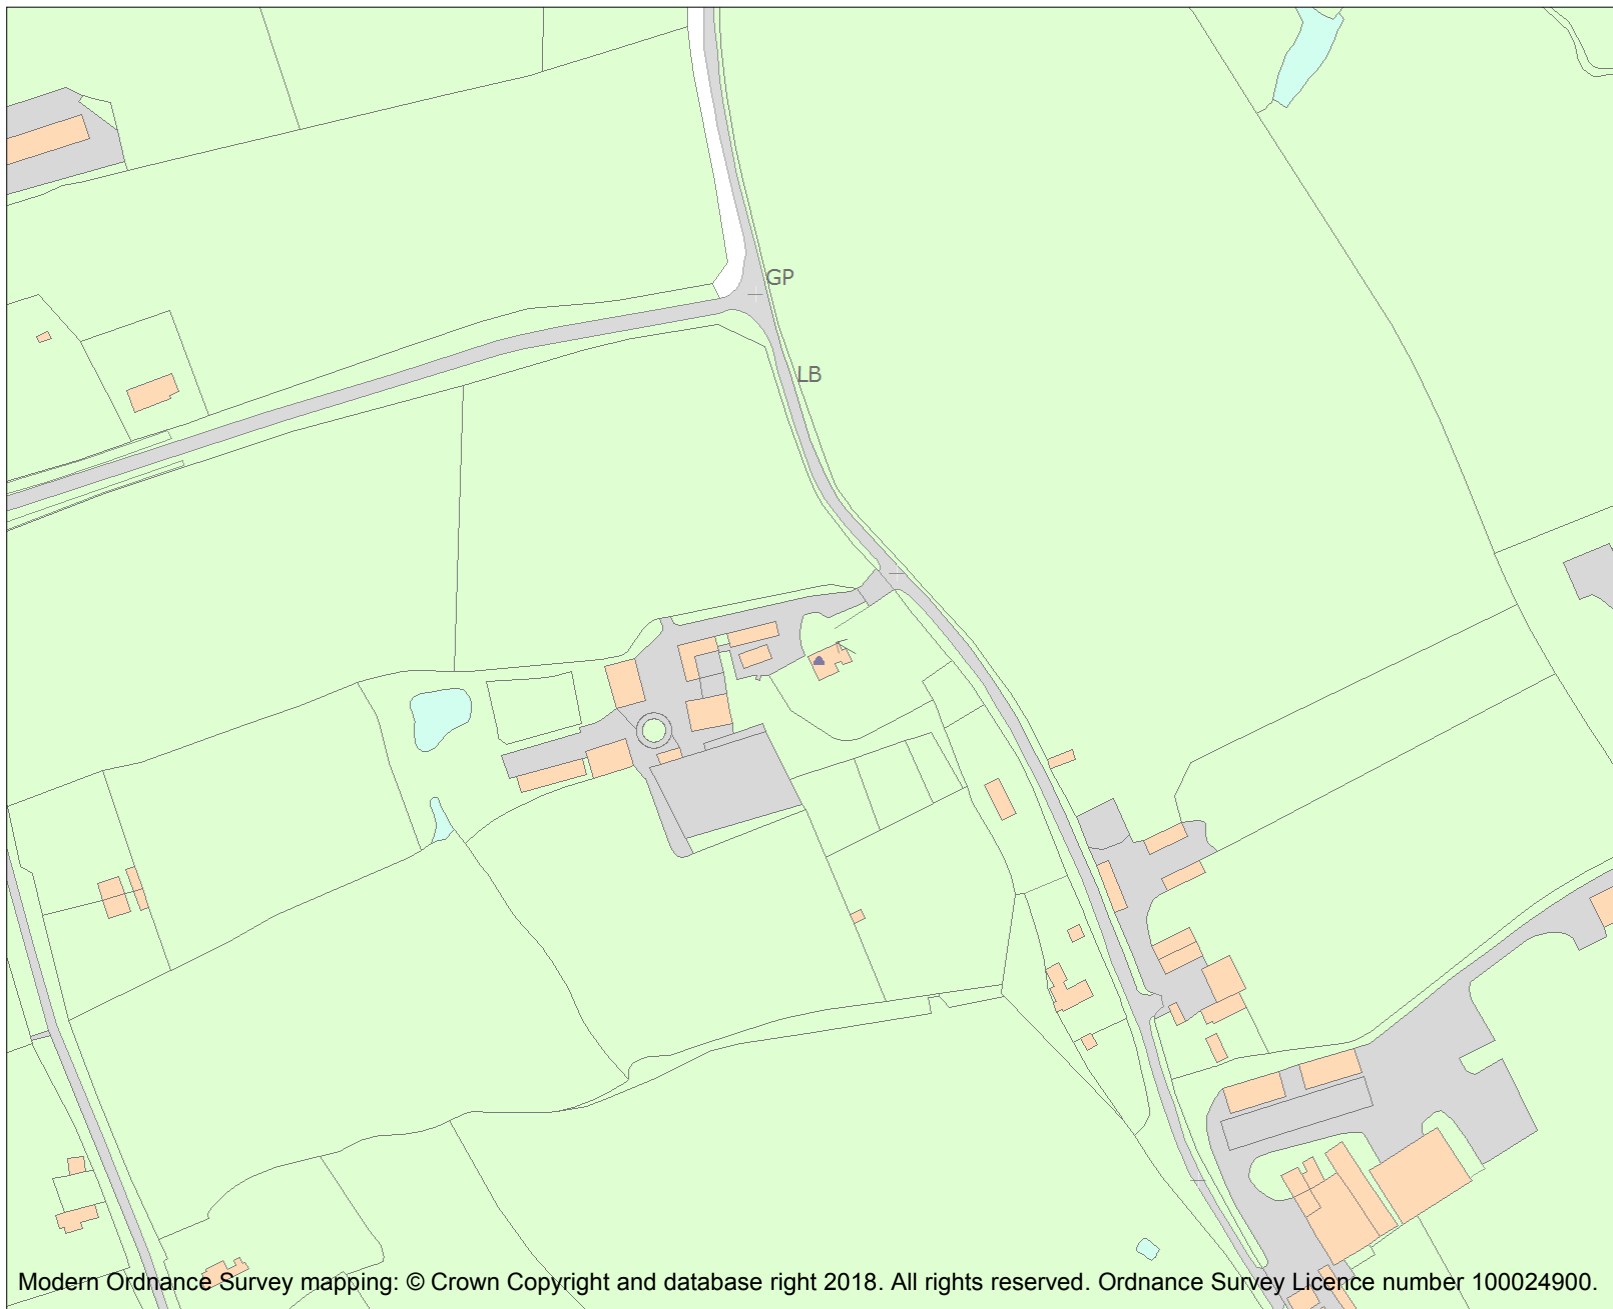 GP
LB
Modern Ordnance Survey mapping: © Crown Copyright and database right 2018. All rights reserved. Ordnance Survey Licence number 100024900.